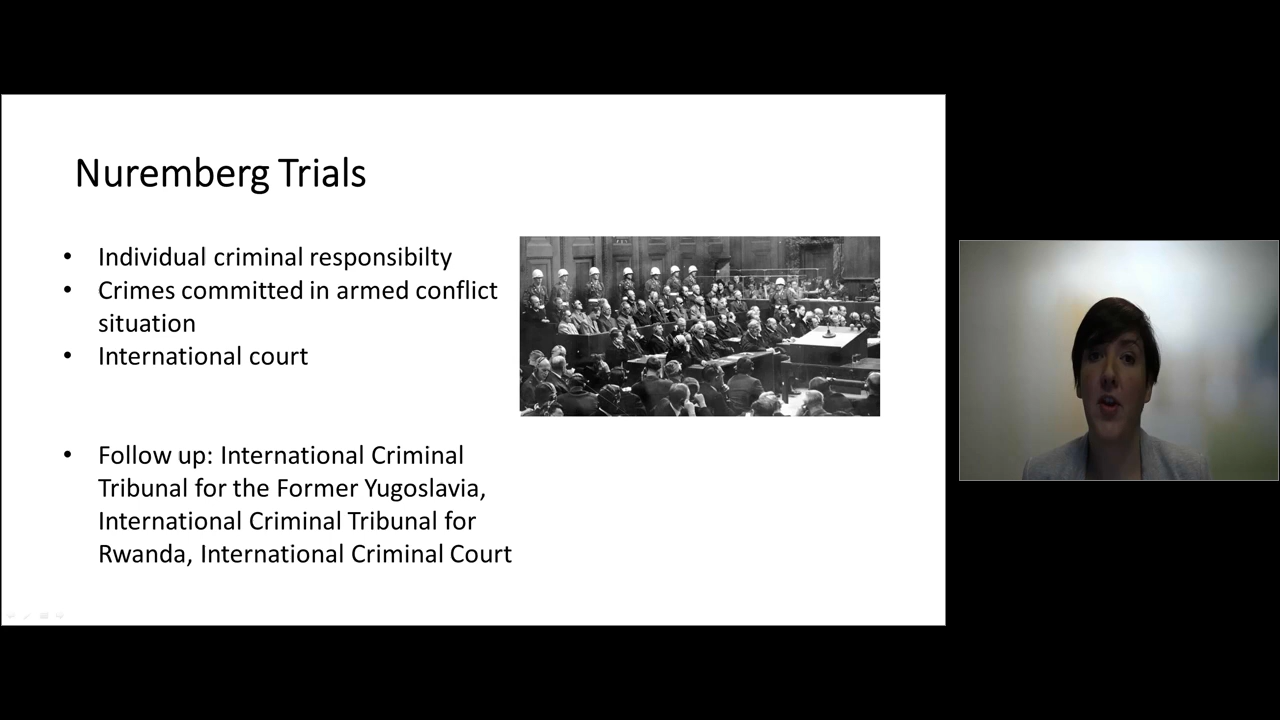 Nuremberg Trials
• Individual criminal responsibilty
• Crimes committed in armed conflict
situation
• International court
• Follow up: International Criminal
Tribunal for the Former Yugoslavia,
International Criminal Tribunal for
Rwanda, International Criminal Court